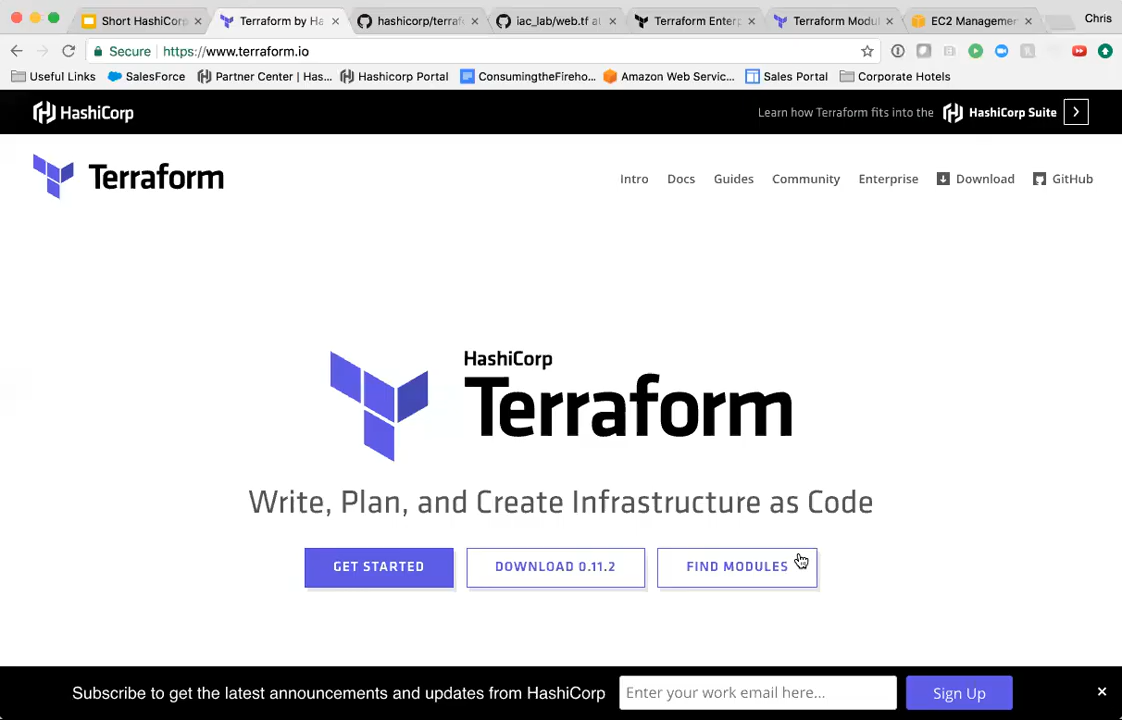 Short HashiCorp
Terraform by Ha
hashicorp/terraf
iac_lab/web.tf a
Terraform Enterp
Terraform Modul
EC2 Managemen
Chris
Secure
https://www.terraform.io
Useful Links
SalesForce
Partner Center | Has...
Hashicorp Portal
ConsumingtheFireho...
Amazon Web Servic...
Sales Portal
Corporate Hotels
HashiCorp
Learn how Terraform fits into the HashiCorp Suite
Terraform
Intro
Docs
Guides
Community
Enterprise
Download
GitHub
HashiCorp
Terraform
Write, Plan, and Create Infrastructure as Code
GET STARTED
DOWNLOAD 0.11.2
FIND MODULES
Subscribe to get the latest announcements and updates from HashiCorp
Enter your work email here...
Sign Up